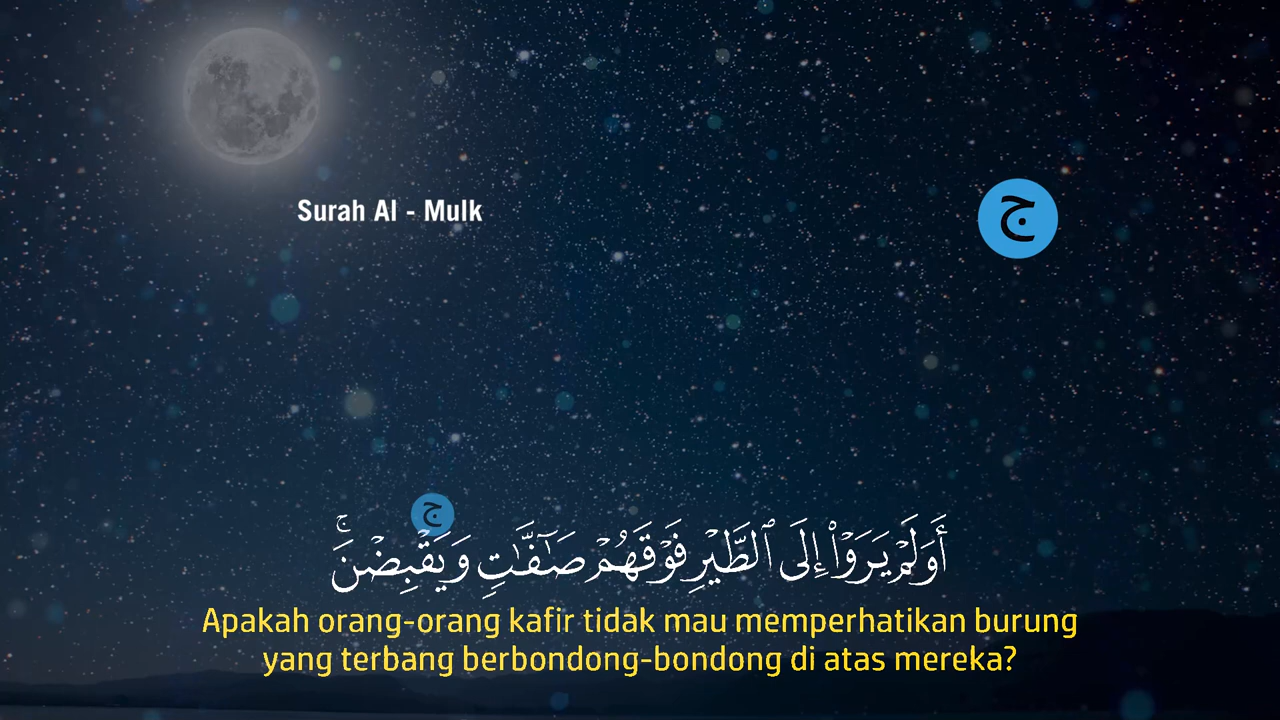 Surah Al - Mulk
ج
ج
أَوَلَمْ يَرَوْا۟ إِلَى ٱلطَّيْرِ فَوْقَهُمْ صَـٰٓفَّـٰتٍ وَيَقْبِضْنَ ۚ
Apakah orang-orang kafir tidak mau memperhatikan burung
yang terbang berbondong-bondong di atas mereka?